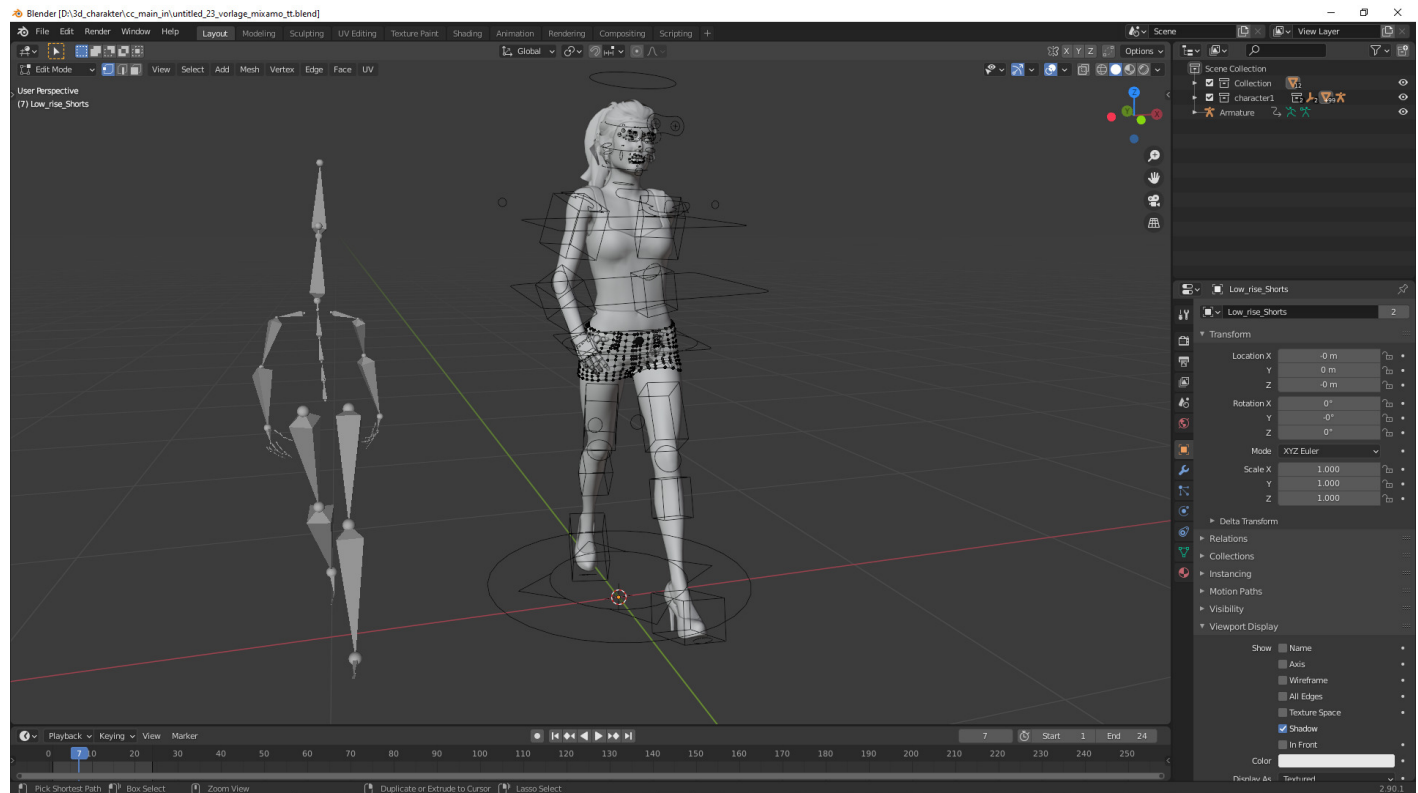 Blender [D:\3d_charakter\cc_main_in\untitled_23_vorlage_mixamo_tt.blend]
File Edit Render Window Help Layout Modeling Sculpting UV Editing Texture Paint Shading Animation Rendering Compositing Scripting + Scene View Layer
Global X Y Z Options
Edit Mode View Select Add Mesh Vertex Edge Face UV
User Perspective
(7) Low_rise_Shorts
Z
Y
X
Scene Collection
Collection 12
character1
Armature
Low_rise_Shorts
Low_rise_Shorts 2
Transform
Location X -0 m
Y 0 m
Z -0 m
Rotation X 0°
Y -0°
Z 0°
Mode XYZ Euler
Scale X 1.000
Y 1.000
Z 1.000
Delta Transform
Relations
Collections
Instancing
Motion Paths
Visibility
Viewport Display
Show Name
Axis
Wireframe
All Edges
Texture Space
Shadow
In Front
Color
Display As Textured
Playback Keying View Marker 7 Start 1 End 24
0 7 10 20 30 40 50 60 70 80 90 100 110 120 130 140 150 160 170 180 190 200 210 220 230 240 250
Pick Shortest Path Box Select Zoom View Duplicate or Extrude to Cursor Lasso Select 2.90.1